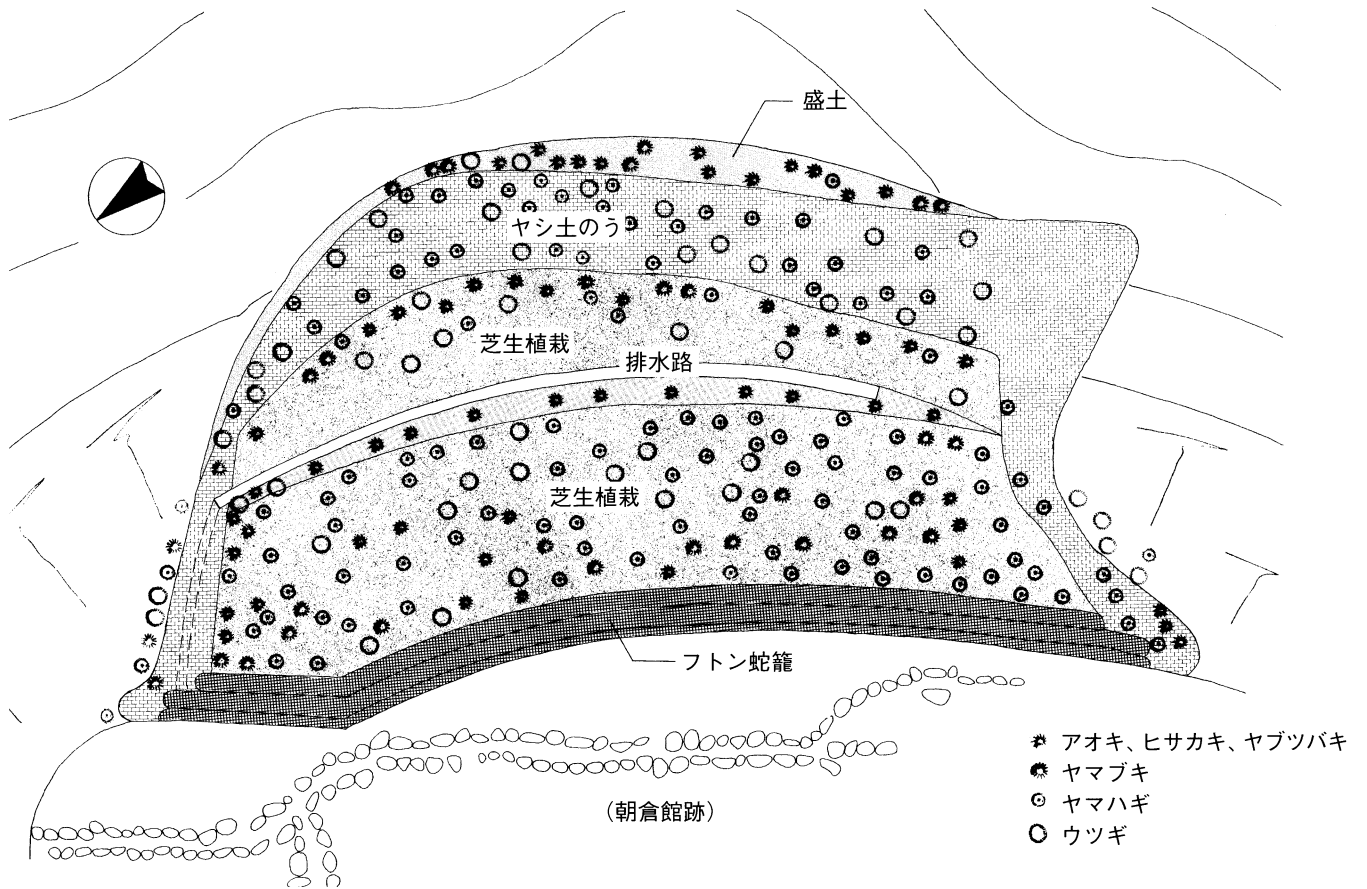 盛土
ヤシ土のう
芝生植栽
排水路
芝生植栽
フトン蛇籠
(朝倉館跡)
アオキ、ヒサカキ、ヤブツバキ
ヤマブキ
ヤマハギ
ウツギ